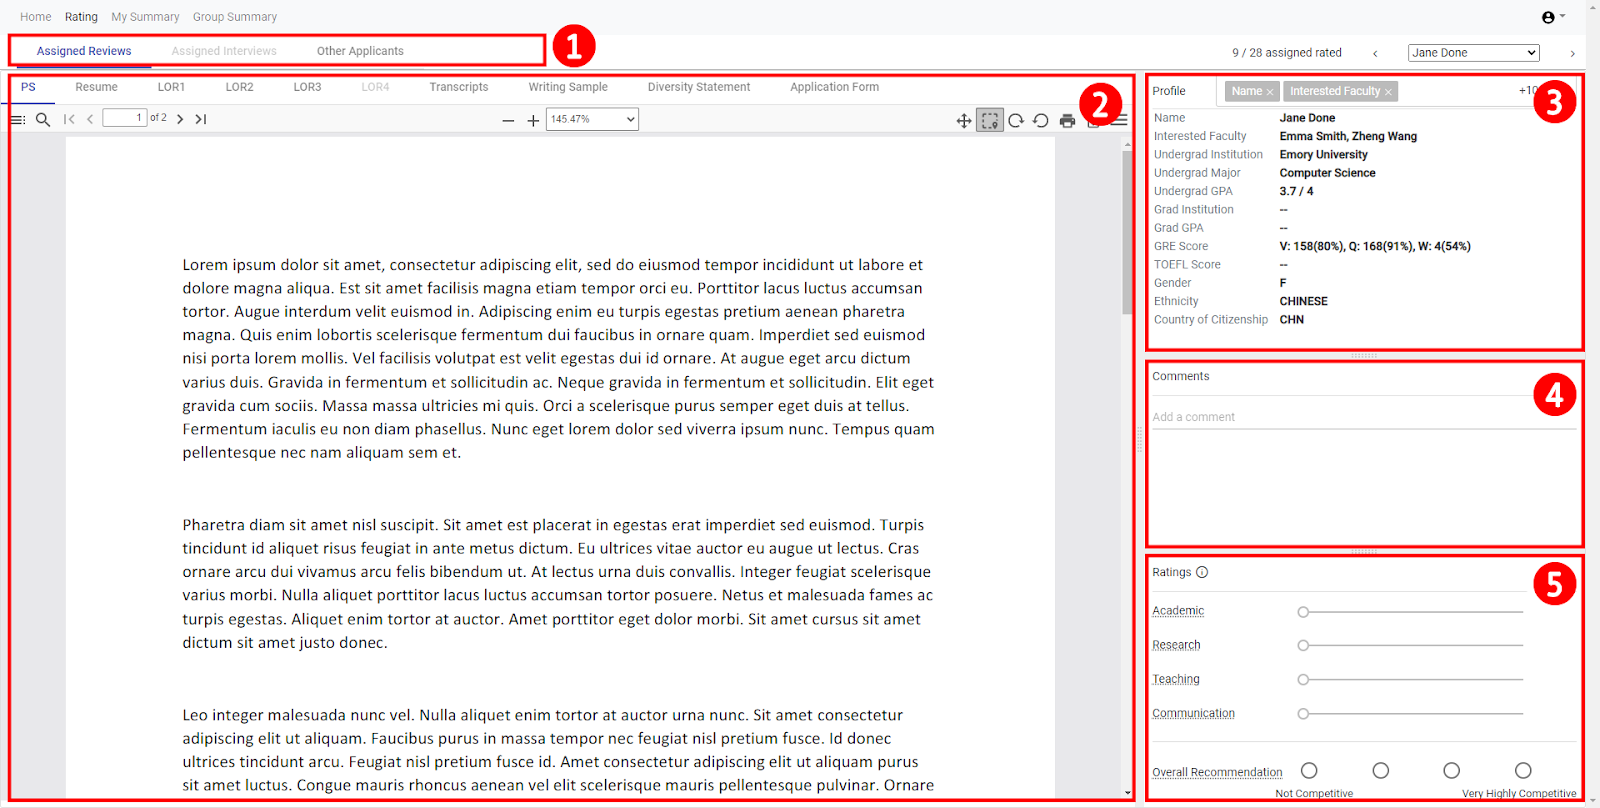 Home Rating My Summary Group Summary
Assigned Reviews Assigned Interviews Other Applicants 1 9 / 28 assigned rated Jane Done
PS Resume LOR1 LOR2 LOR3 LOR4 Transcripts Writing Sample Diversity Statement Application Form 2
1 of 2 145.47%
Lorem ipsum dolor sit amet, consectetur adipiscing elit, sed do eiusmod tempor incididunt ut labore et
dolore magna aliqua. Est sit amet facilisis magna etiam tempor orci eu. Porttitor lacus luctus accumsan
tortor. Augue interdum velit euismod in. Adipiscing enim eu turpis egestas pretium aenean pharetra
magna. Quis enim lobortis scelerisque fermentum dui faucibus in ornare quam. Imperdiet sed euismod
nisi porta lorem mollis. Vel facilisis volutpat est velit egestas dui id ornare. At augue eget arcu dictum
varius duis. Gravida in fermentum et sollicitudin ac. Neque gravida in fermentum et sollicitudin. Elit eget
gravida cum sociis. Massa massa ultricies mi quis. Orci a scelerisque purus semper eget duis at tellus.
Fermentum iaculis eu non diam phasellus. Nunc eget lorem dolor sed viverra ipsum nunc. Tempus quam
pellentesque nec nam aliquam sem et.
Pharetra diam sit amet nisl suscipit. Sit amet est placerat in egestas erat imperdiet sed euismod. Turpis
tincidunt id aliquet risus feugiat in ante metus dictum. Eu ultrices vitae auctor eu augue ut lectus. Cras
ornare arcu dui vivamus arcu felis bibendum ut. At lectus urna duis convallis. Integer feugiat scelerisque
varius morbi. Nulla aliquet porttitor lacus luctus accumsan tortor posuere. Netus et malesuada fames ac
turpis egestas. Aliquet enim tortor at auctor. Amet porttitor eget dolor morbi. Sit amet cursus sit amet
dictum sit amet justo donec.
Leo integer malesuada nunc vel. Nulla aliquet enim tortor at auctor urna nunc. Sit amet consectetur
adipiscing elit ut aliquam. Faucibus purus in massa tempor nec feugiat nisl pretium fusce. Id donec
ultrices tincidunt arcu. Feugiat nisl pretium fusce id. Amet consectetur adipiscing elit ut aliquam purus
sit amet luctus. Congue mauris rhoncus aenean vel elit scelerisque mauris pellentesque pulvinar. Ornare
Profile Name × Interested Faculty × +10 3
Name Jane Done
Interested Faculty Emma Smith, Zheng Wang
Undergrad Institution Emory University
Undergrad Major Computer Science
Undergrad GPA 3.7 / 4
Grad Institution --
Grad GPA --
GRE Score V: 158(80%), Q: 168(91%), W: 4(54%)
TOEFL Score --
Gender F
Ethnicity CHINESE
Country of Citizenship CHN
Comments 4
Add a comment
Ratings 5
Academic
Research
Teaching
Communication
Overall Recommendation
Not Competitive Very Highly Competitive